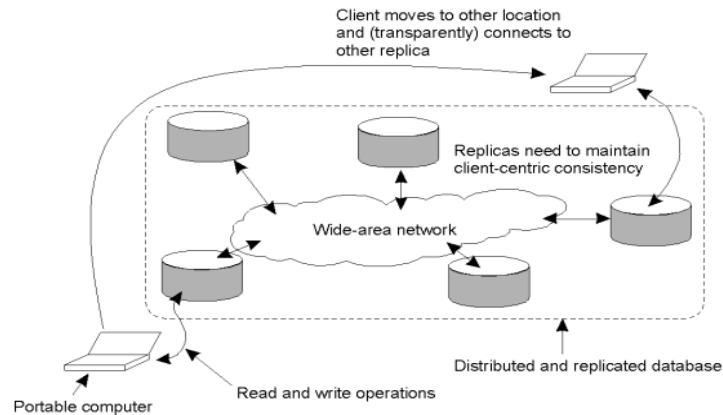 Client moves to other location
and (transparently) connects to
other replica
Replicas need to maintain
client-centric consistency
Wide-area network
Distributed and replicated database
Read and write operations
Portable computer